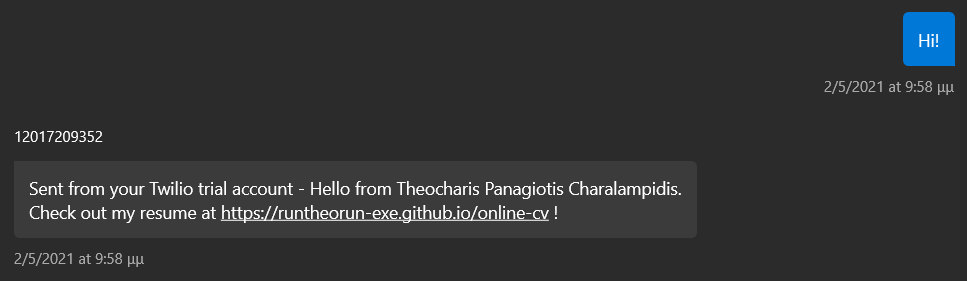 Hi!
2/5/2021 at 9:58 μμ
12017209352
Sent from your Twilio trial account - Hello from Theocharis Panagiotis Charalampidis.
Check out my resume at https://runtheorun-exe.github.io/online-cv !
2/5/2021 at 9:58 μμ